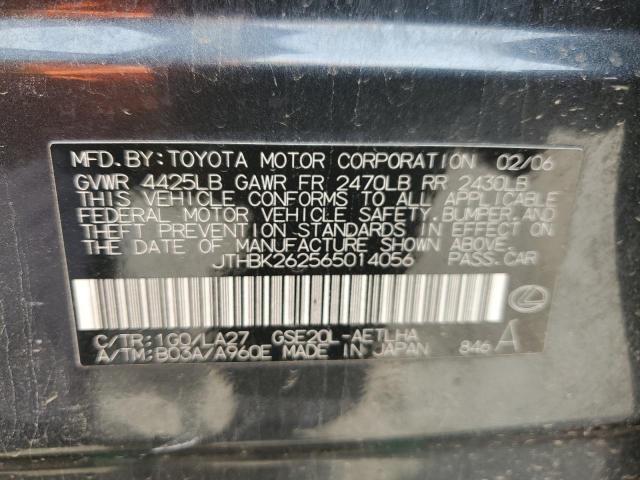 MFD.BY:TOYOTA MOTOR CORPORATION 02/06
GVWR 4425LB GAWR FR 2470LB RR 2430LB
THIS VEHICLE CONFORMS TO ALL APPLICABLE
FEDERAL MOTOR VEHICLE SAFETY,BUMPER,AND
THEFT PREVENTION STANDARDS IN EFFECT ON
THE DATE OF MANUFACTURE SHOWN ABOVE.
JTHBK262565014056 PASS.CAR
C/TR:1G0/LA27 GSE20L-AETLHA
A/TM:B03A/A960E MADE IN JAPAN 846 A